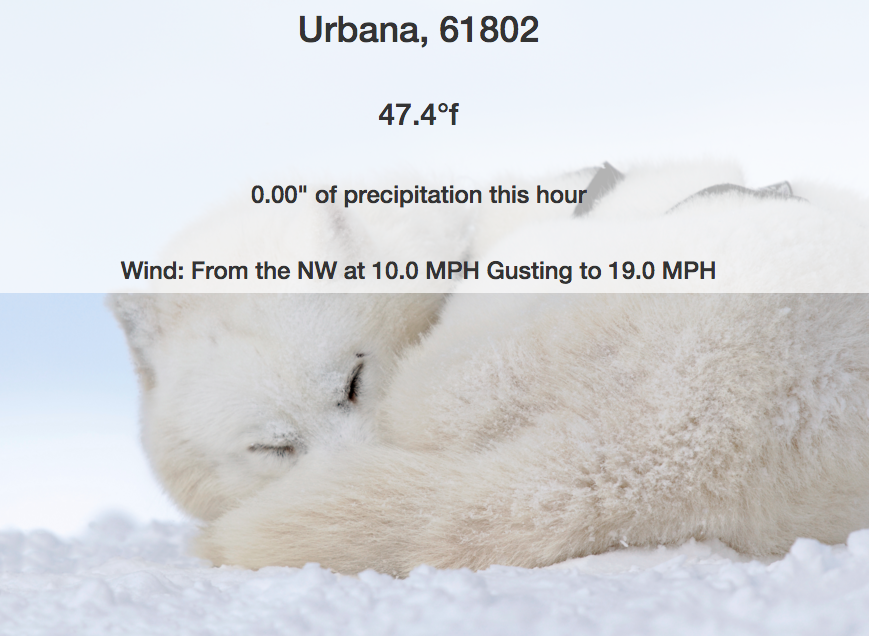 Urbana, 61802
47.4°f
0.00" of precipitation this hour
Wind: From the NW at 10.0 MPH Gusting to 19.0 MPH